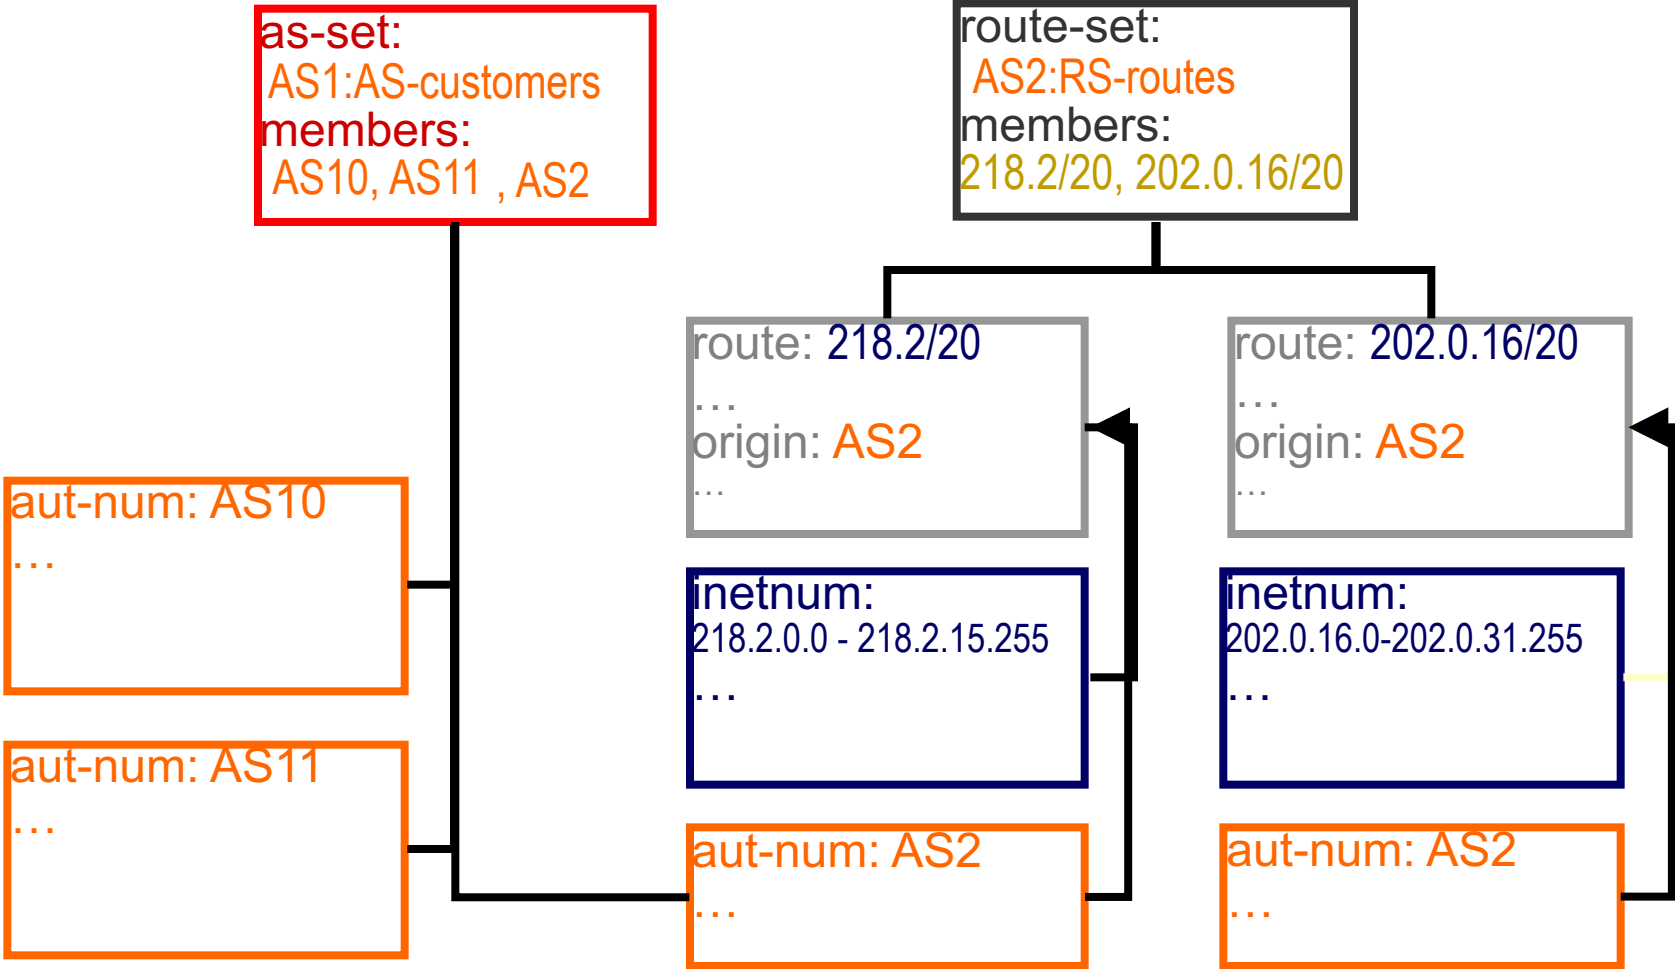 as-set:
AS1:AS-customers
members:
AS10, AS11 , AS2
route-set:
AS2:RS-routes
members:
218.2/20, 202.0.16/20
route: 218.2/20
…
origin: AS2
…
route: 202.0.16/20
…
origin: AS2
…
aut-num: AS10
…
inetnum:
218.2.0.0 - 218.2.15.255
…
inetnum:
202.0.16.0-202.0.31.255
…
aut-num: AS11
…
aut-num: AS2
…
aut-num: AS2
…